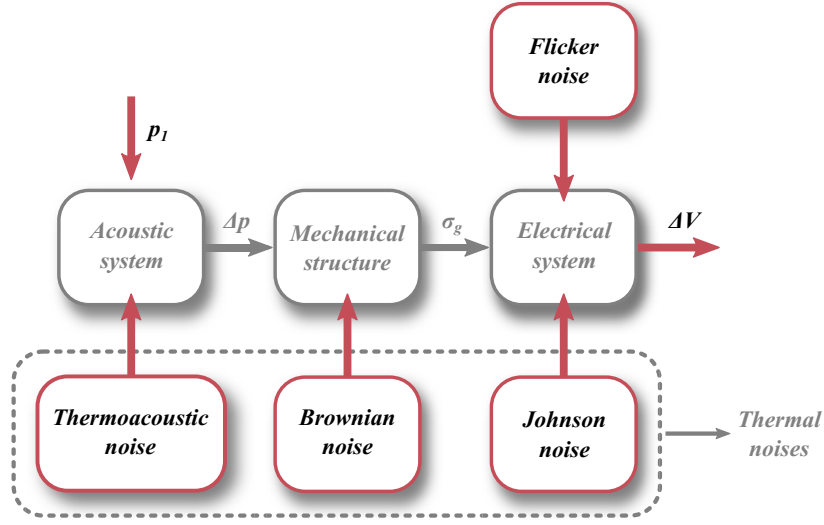 Flicker
noise
p1
Acoustic
system
Δp
Mechanical
structure
σg
Electrical
system
ΔV
Thermoacoustic
noise
Brownian
noise
Johnson
noise
Thermal
noises